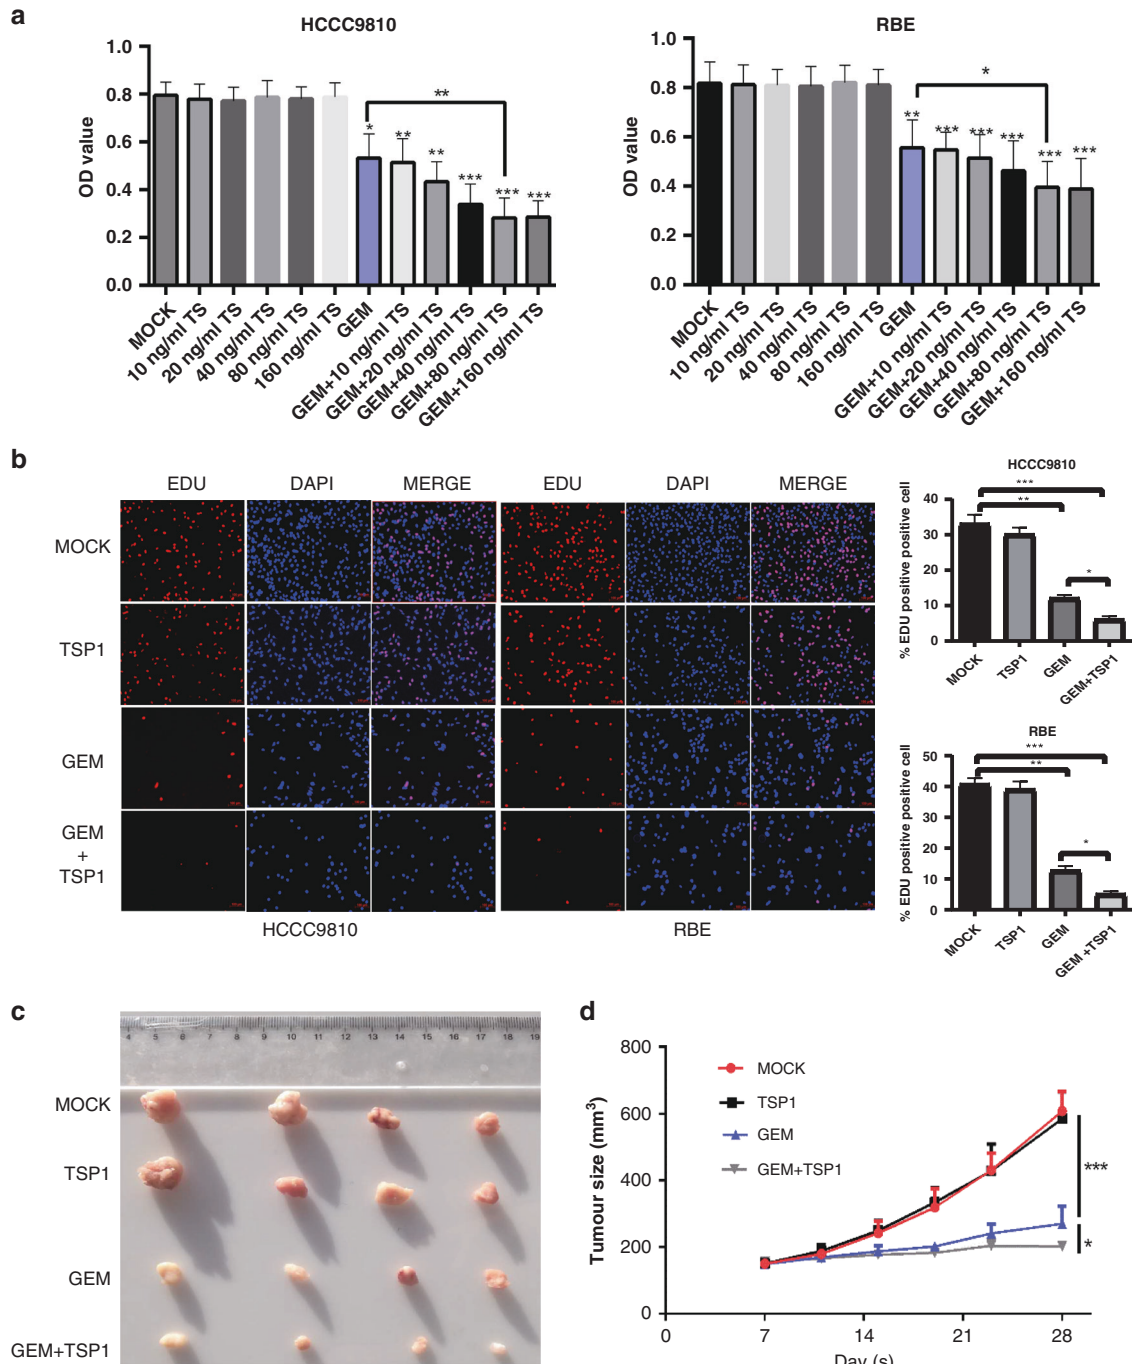 a
HCCC9810
OD value
1.0
0.8
0.6
0.4
0.2
0.0
*
**
**
***
***
***
**
MOCK
10 ng/ml TS
20 ng/ml TS
40 ng/ml TS
80 ng/ml TS
160 ng/ml TS
GEM
GEM+10 ng/ml TS
GEM+20 ng/ml TS
GEM+40 ng/ml TS
GEM+80 ng/ml TS
GEM+160 ng/ml TS
RBE
OD value
1.0
0.8
0.6
0.4
0.2
0.0
**
***
***
***
***
***
*
MOCK
10 ng/ml TS
20 ng/ml TS
40 ng/ml TS
80 ng/ml TS
160 ng/ml TS
GEM
GEM+10 ng/ml TS
GEM+20 ng/ml TS
GEM+40 ng/ml TS
GEM+80 ng/ml TS
GEM+160 ng/ml TS
b
EDU DAPI MERGE EDU DAPI MERGE
MOCK
TSP1
GEM
GEM
+
TSP1
HCCC9810 RBE
HCCC9810
% EDU positive positive cell
40
30
20
10
0
***
**
*
MOCK
TSP1
GEM
GEM+TSP1
RBE
% EDU positive positive cell
50
40
30
20
10
0
***
**
*
MOCK
TSP1
GEM
GEM +TSP1
c
4 5 6 7 8 9 10 11 12 13 14 15 16 17 18 19
MOCK
TSP1
GEM
GEM+TSP1
d
Tumour size (mm³)
800
600
400
200
0
MOCK
TSP1
GEM
GEM+TSP1
***
*
0 7 14 21 28
Day (s)